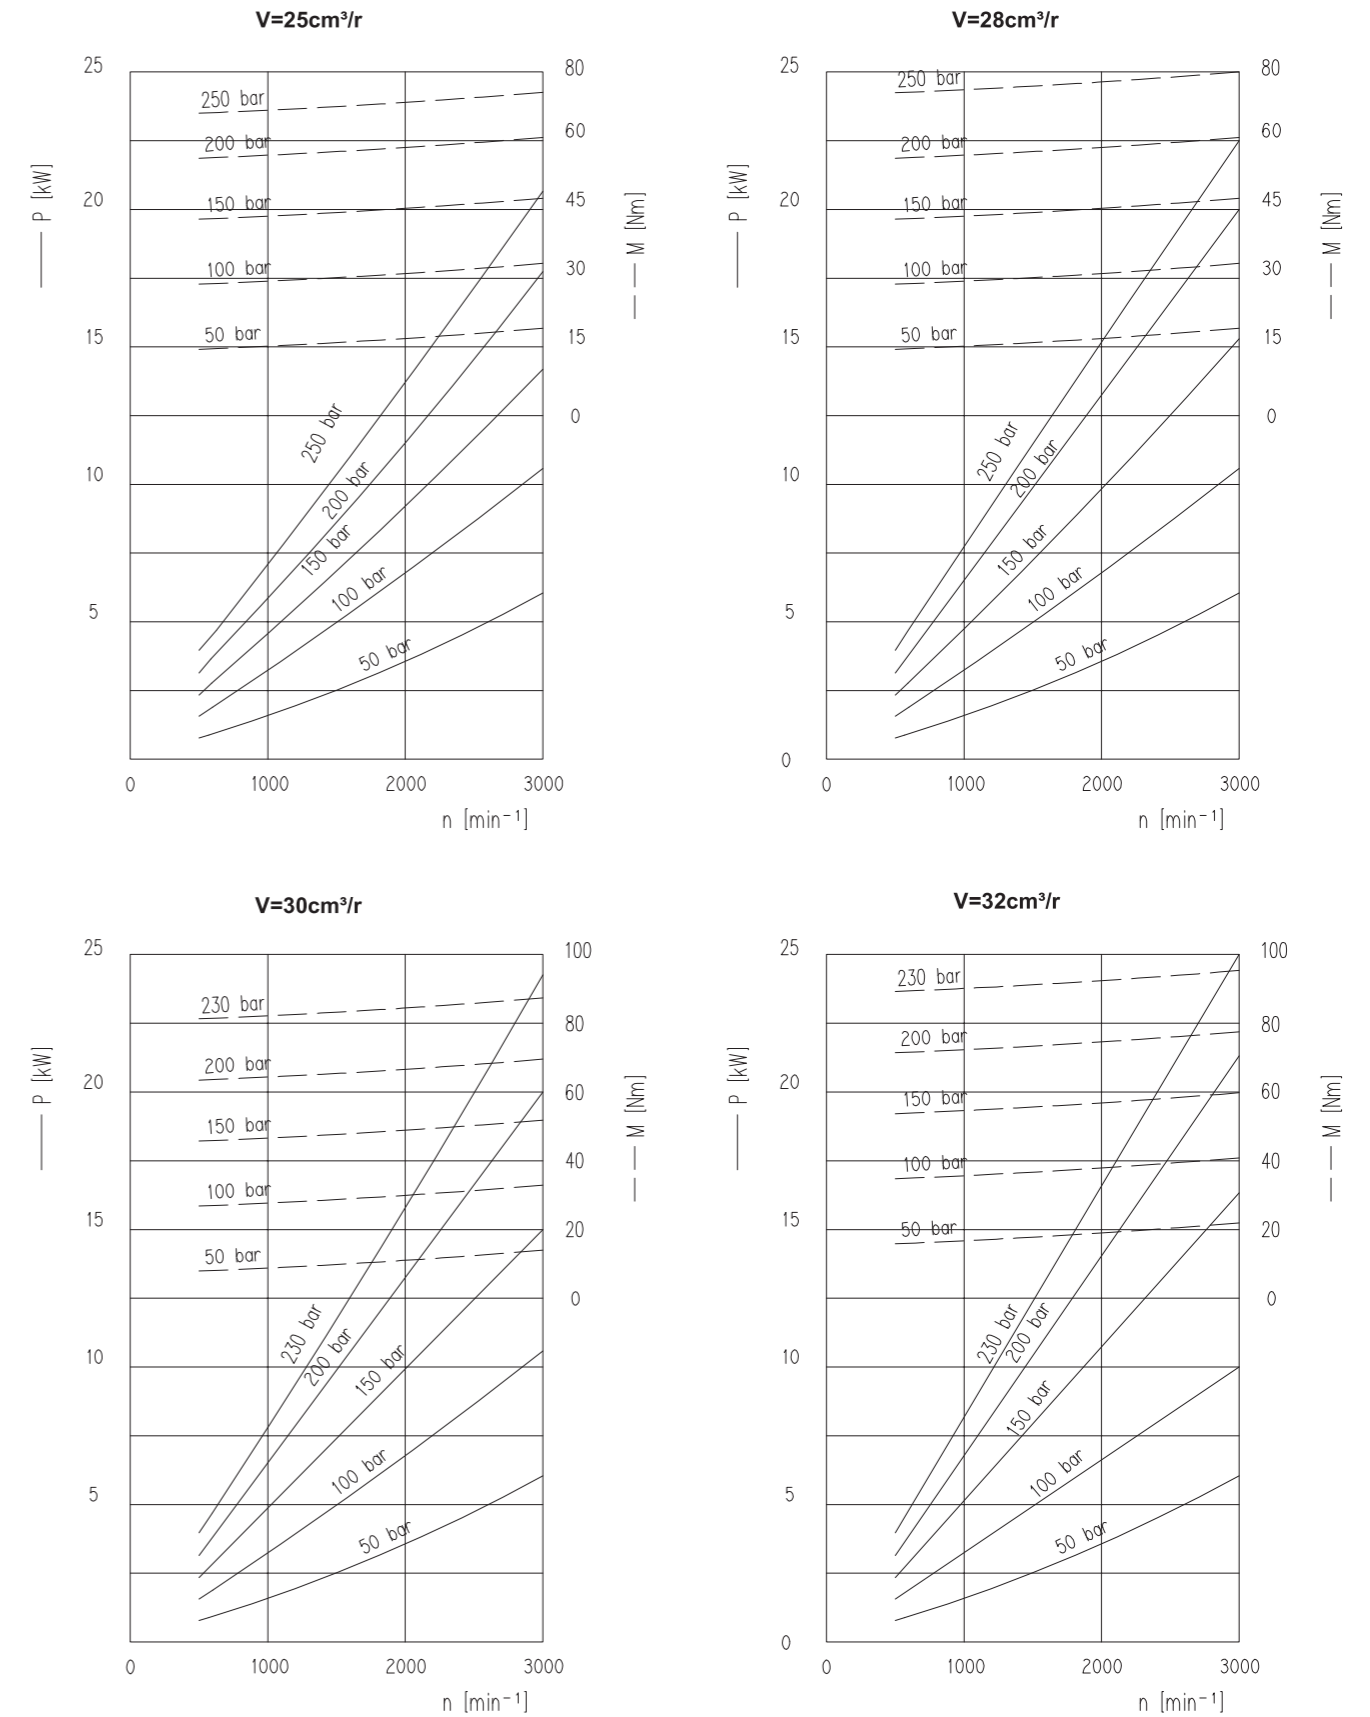 V=25cm³/r
25
20
15
10
5
P [kW]
80
60
45
30
15
0
M [Nm]
250 bar
200 bar
150 bar
100 bar
50 bar
250 bar
200 bar
150 bar
100 bar
50 bar
0 1000 2000 3000
n [min⁻¹]
V=28cm³/r
25
20
15
10
5
0
P [kW]
80
60
45
30
15
0
M [Nm]
250 bar
200 bar
150 bar
100 bar
50 bar
250 bar
200 bar
150 bar
100 bar
50 bar
0 1000 2000 3000
n [min⁻¹]
V=30cm³/r
25
20
15
10
5
P [kW]
100
80
60
40
20
0
M [Nm]
230 bar
200 bar
150 bar
100 bar
50 bar
230 bar
200 bar
150 bar
100 bar
50 bar
0 1000 2000 3000
n [min⁻¹]
V=32cm³/r
25
20
15
10
5
0
P [kW]
100
80
60
40
20
0
M [Nm]
230 bar
200 bar
150 bar
100 bar
50 bar
230 bar
200 bar
150 bar
100 bar
50 bar
0 1000 2000 3000
n [min⁻¹]